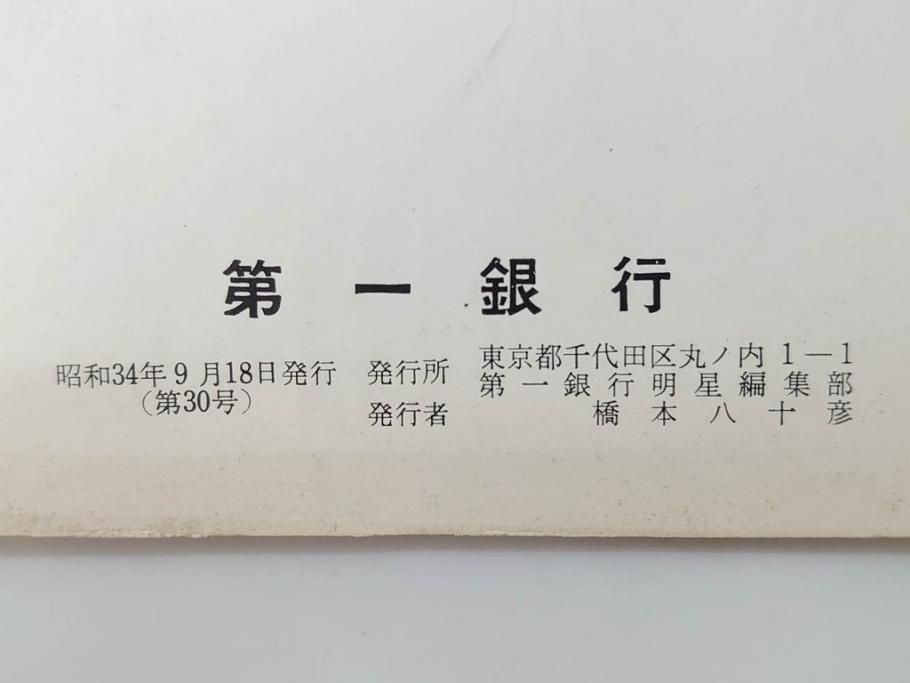 第一銀行
昭和34年9月18日発行
(第30号)
発行所 東京都千代田区丸ノ内1―1
第一銀行明星編集部
発行者 橋本八十彦